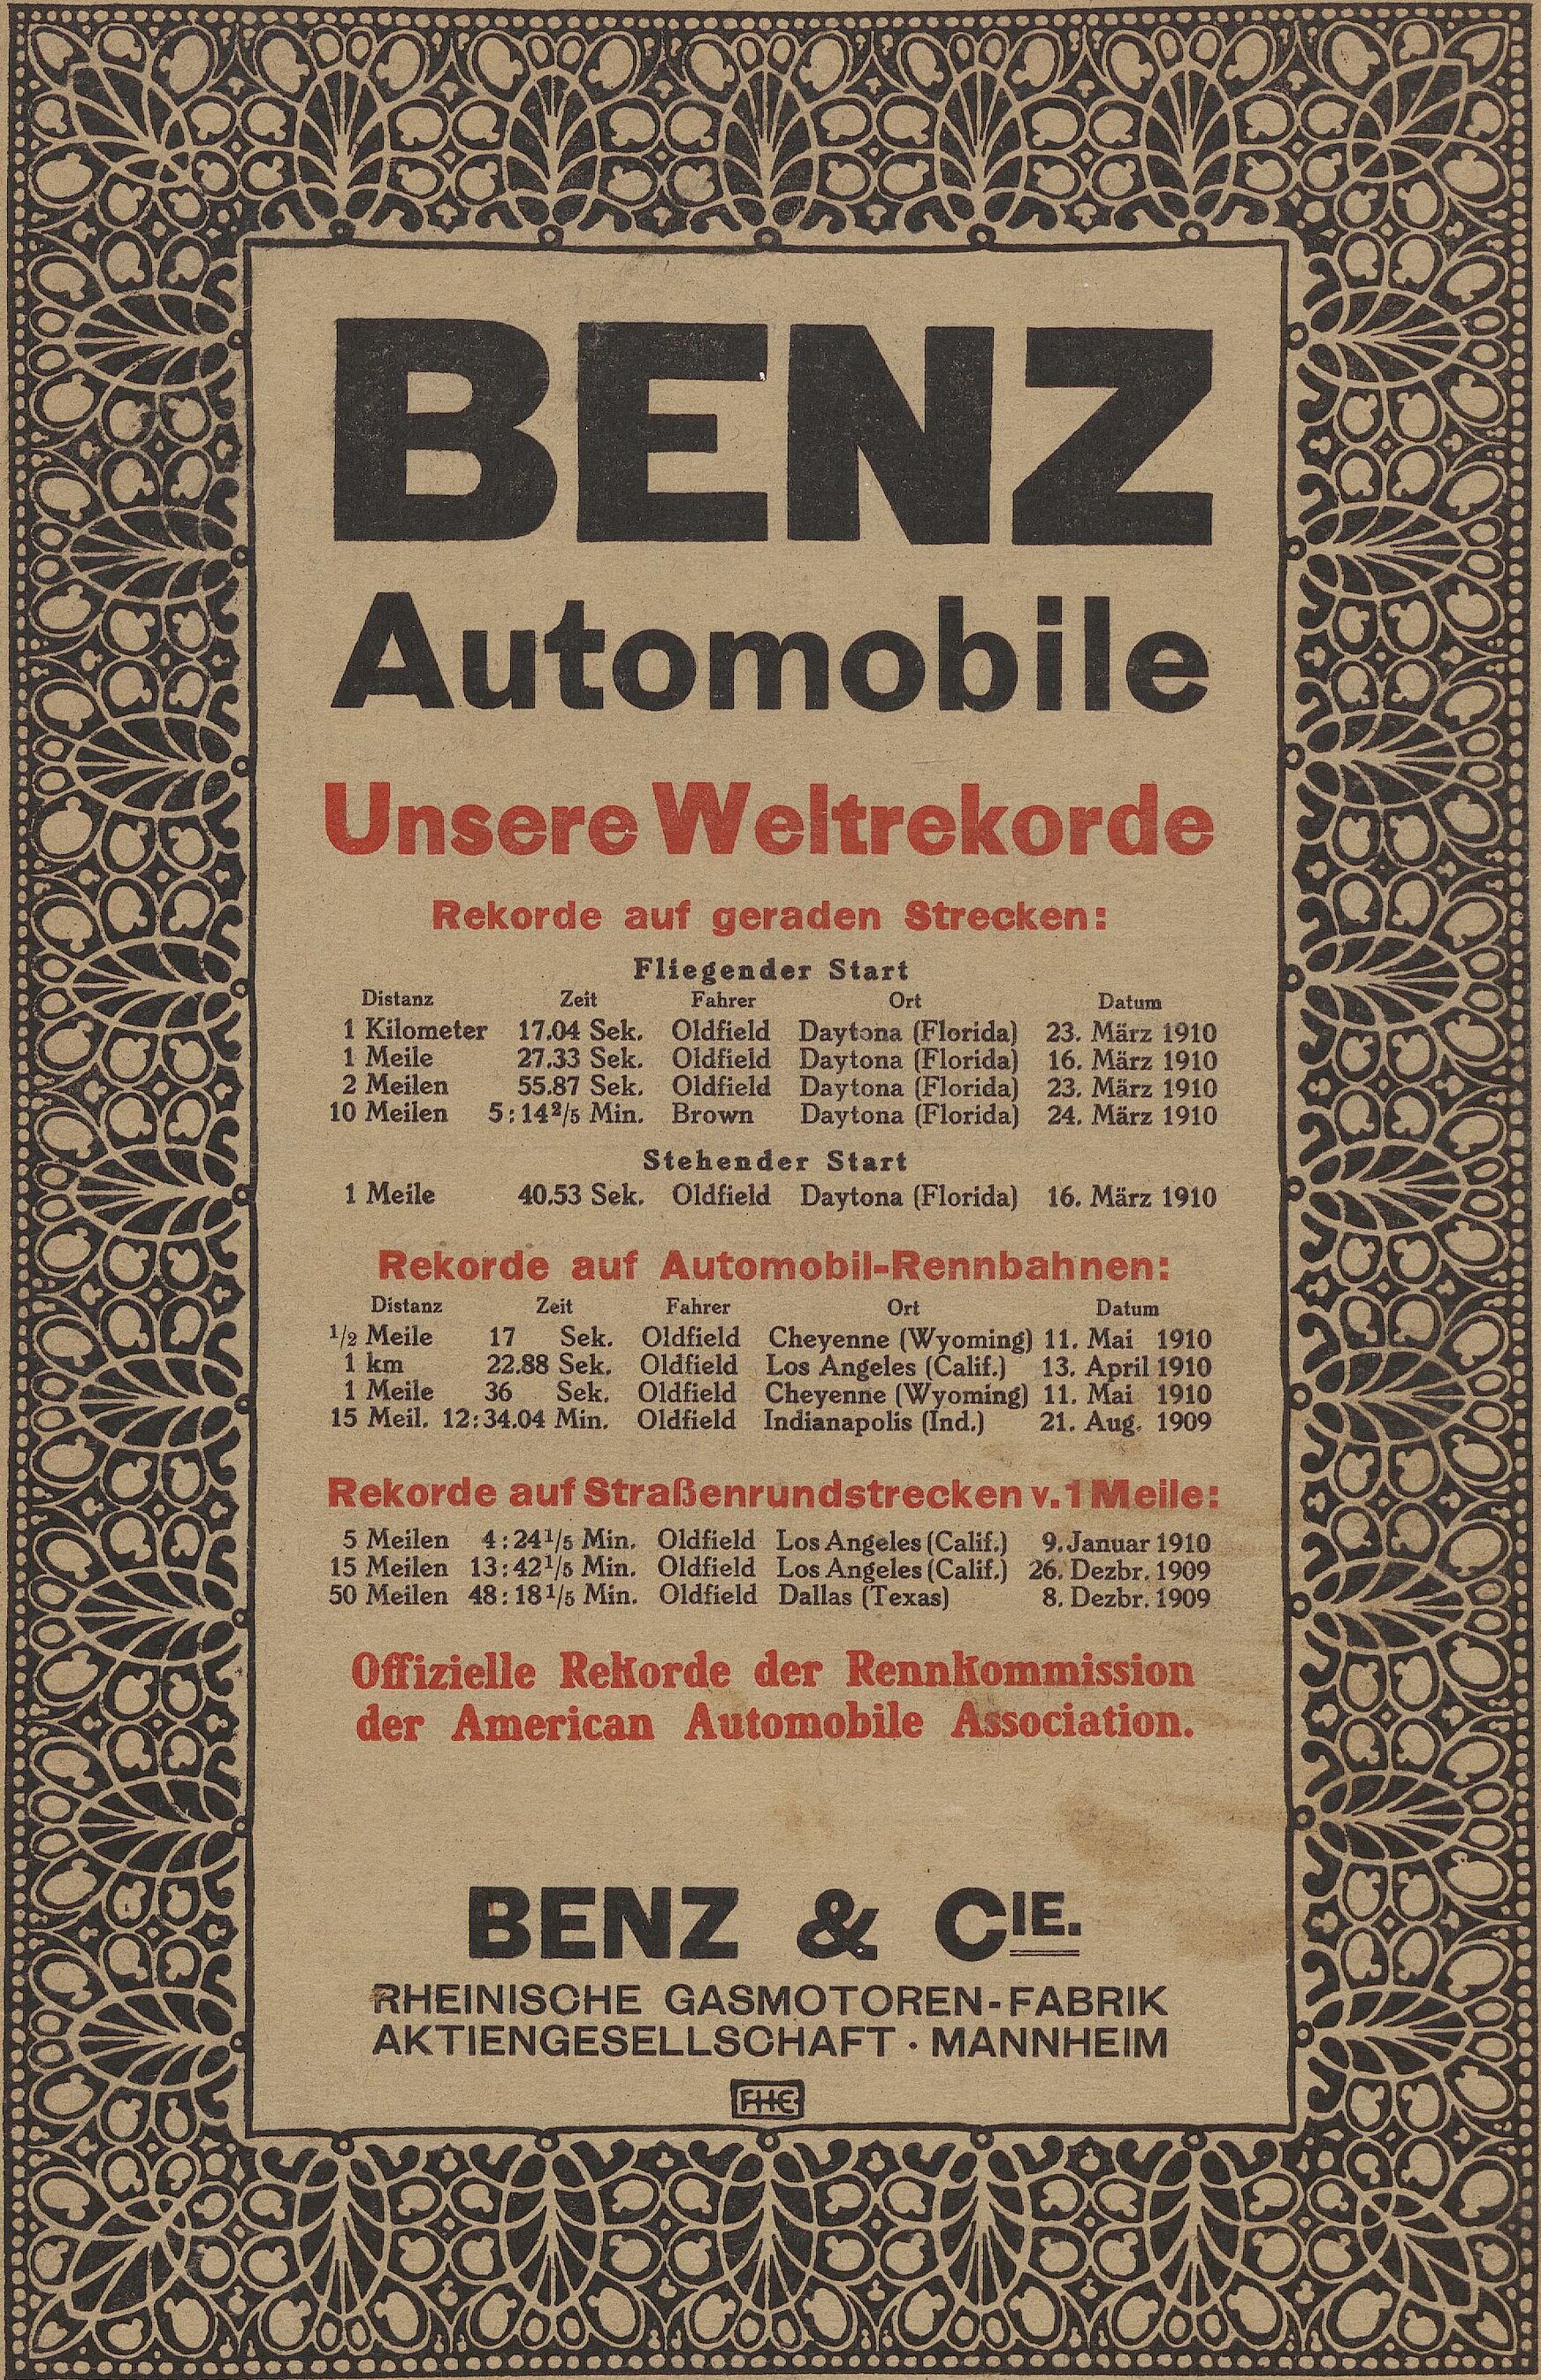 BENZ
Automobile
Unsere Weltrekorde
Rekorde auf geraden Strecken:
Fliegender Start
Distanz Zeit Fahrer Ort Datum
1 Kilometer 17.04 Sek. Oldfield Daytona (Florida) 23. März 1910
1 Meile 27.33 Sek. Oldfield Daytona (Florida) 16. März 1910
2 Meilen 55.87 Sek. Oldfield Daytona (Florida) 23. März 1910
10 Meilen 5:14 2/5 Min. Brown Daytona (Florida) 24. März 1910
Stehender Start
1 Meile 40.53 Sek. Oldfield Daytona (Florida) 16. März 1910
Rekorde auf Automobil-Rennbahnen:
Distanz Zeit Fahrer Ort Datum
1/2 Meile 17 Sek. Oldfield Cheyenne (Wyoming) 11. Mai 1910
1 km 22.88 Sek. Oldfield Los Angeles (Calif.) 13. April 1910
1 Meile 36 Sek. Oldfield Cheyenne (Wyoming) 11. Mai 1910
15 Meil. 12:34.04 Min. Oldfield Indianapolis (Ind.) 21. Aug. 1909
Rekorde auf Straßenrundstrecken v. 1 Meile:
5 Meilen 4:24 1/5 Min. Oldfield Los Angeles (Calif.) 9. Januar 1910
15 Meilen 13:42 1/5 Min. Oldfield Los Angeles (Calif.) 26. Dezbr. 1909
50 Meilen 48:18 1/5 Min. Oldfield Dallas (Texas) 8. Dezbr. 1909
Offizielle Rekorde der Rennkommission
der American Automobile Association.
BENZ & CIE.
RHEINISCHE GASMOTOREN-FABRIK
AKTIENGESELLSCHAFT · MANNHEIM
FHE